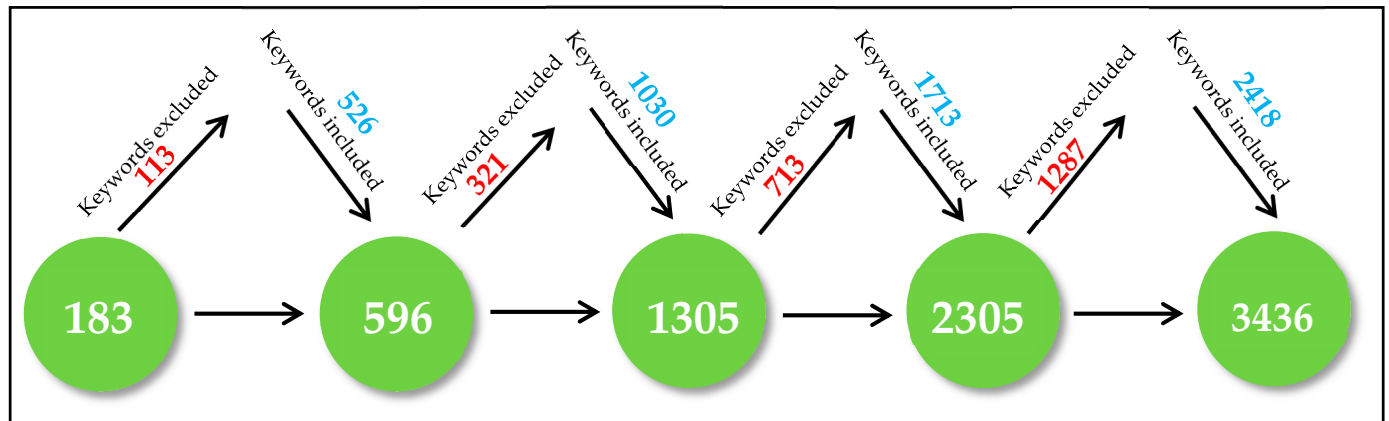 Keywords excluded
113
Keywords included
526
Keywords excluded
321
Keywords included
1030
Keywords excluded
713
Keywords included
1713
Keywords excluded
1287
Keywords included
2418
183
596
1305
2305
3436